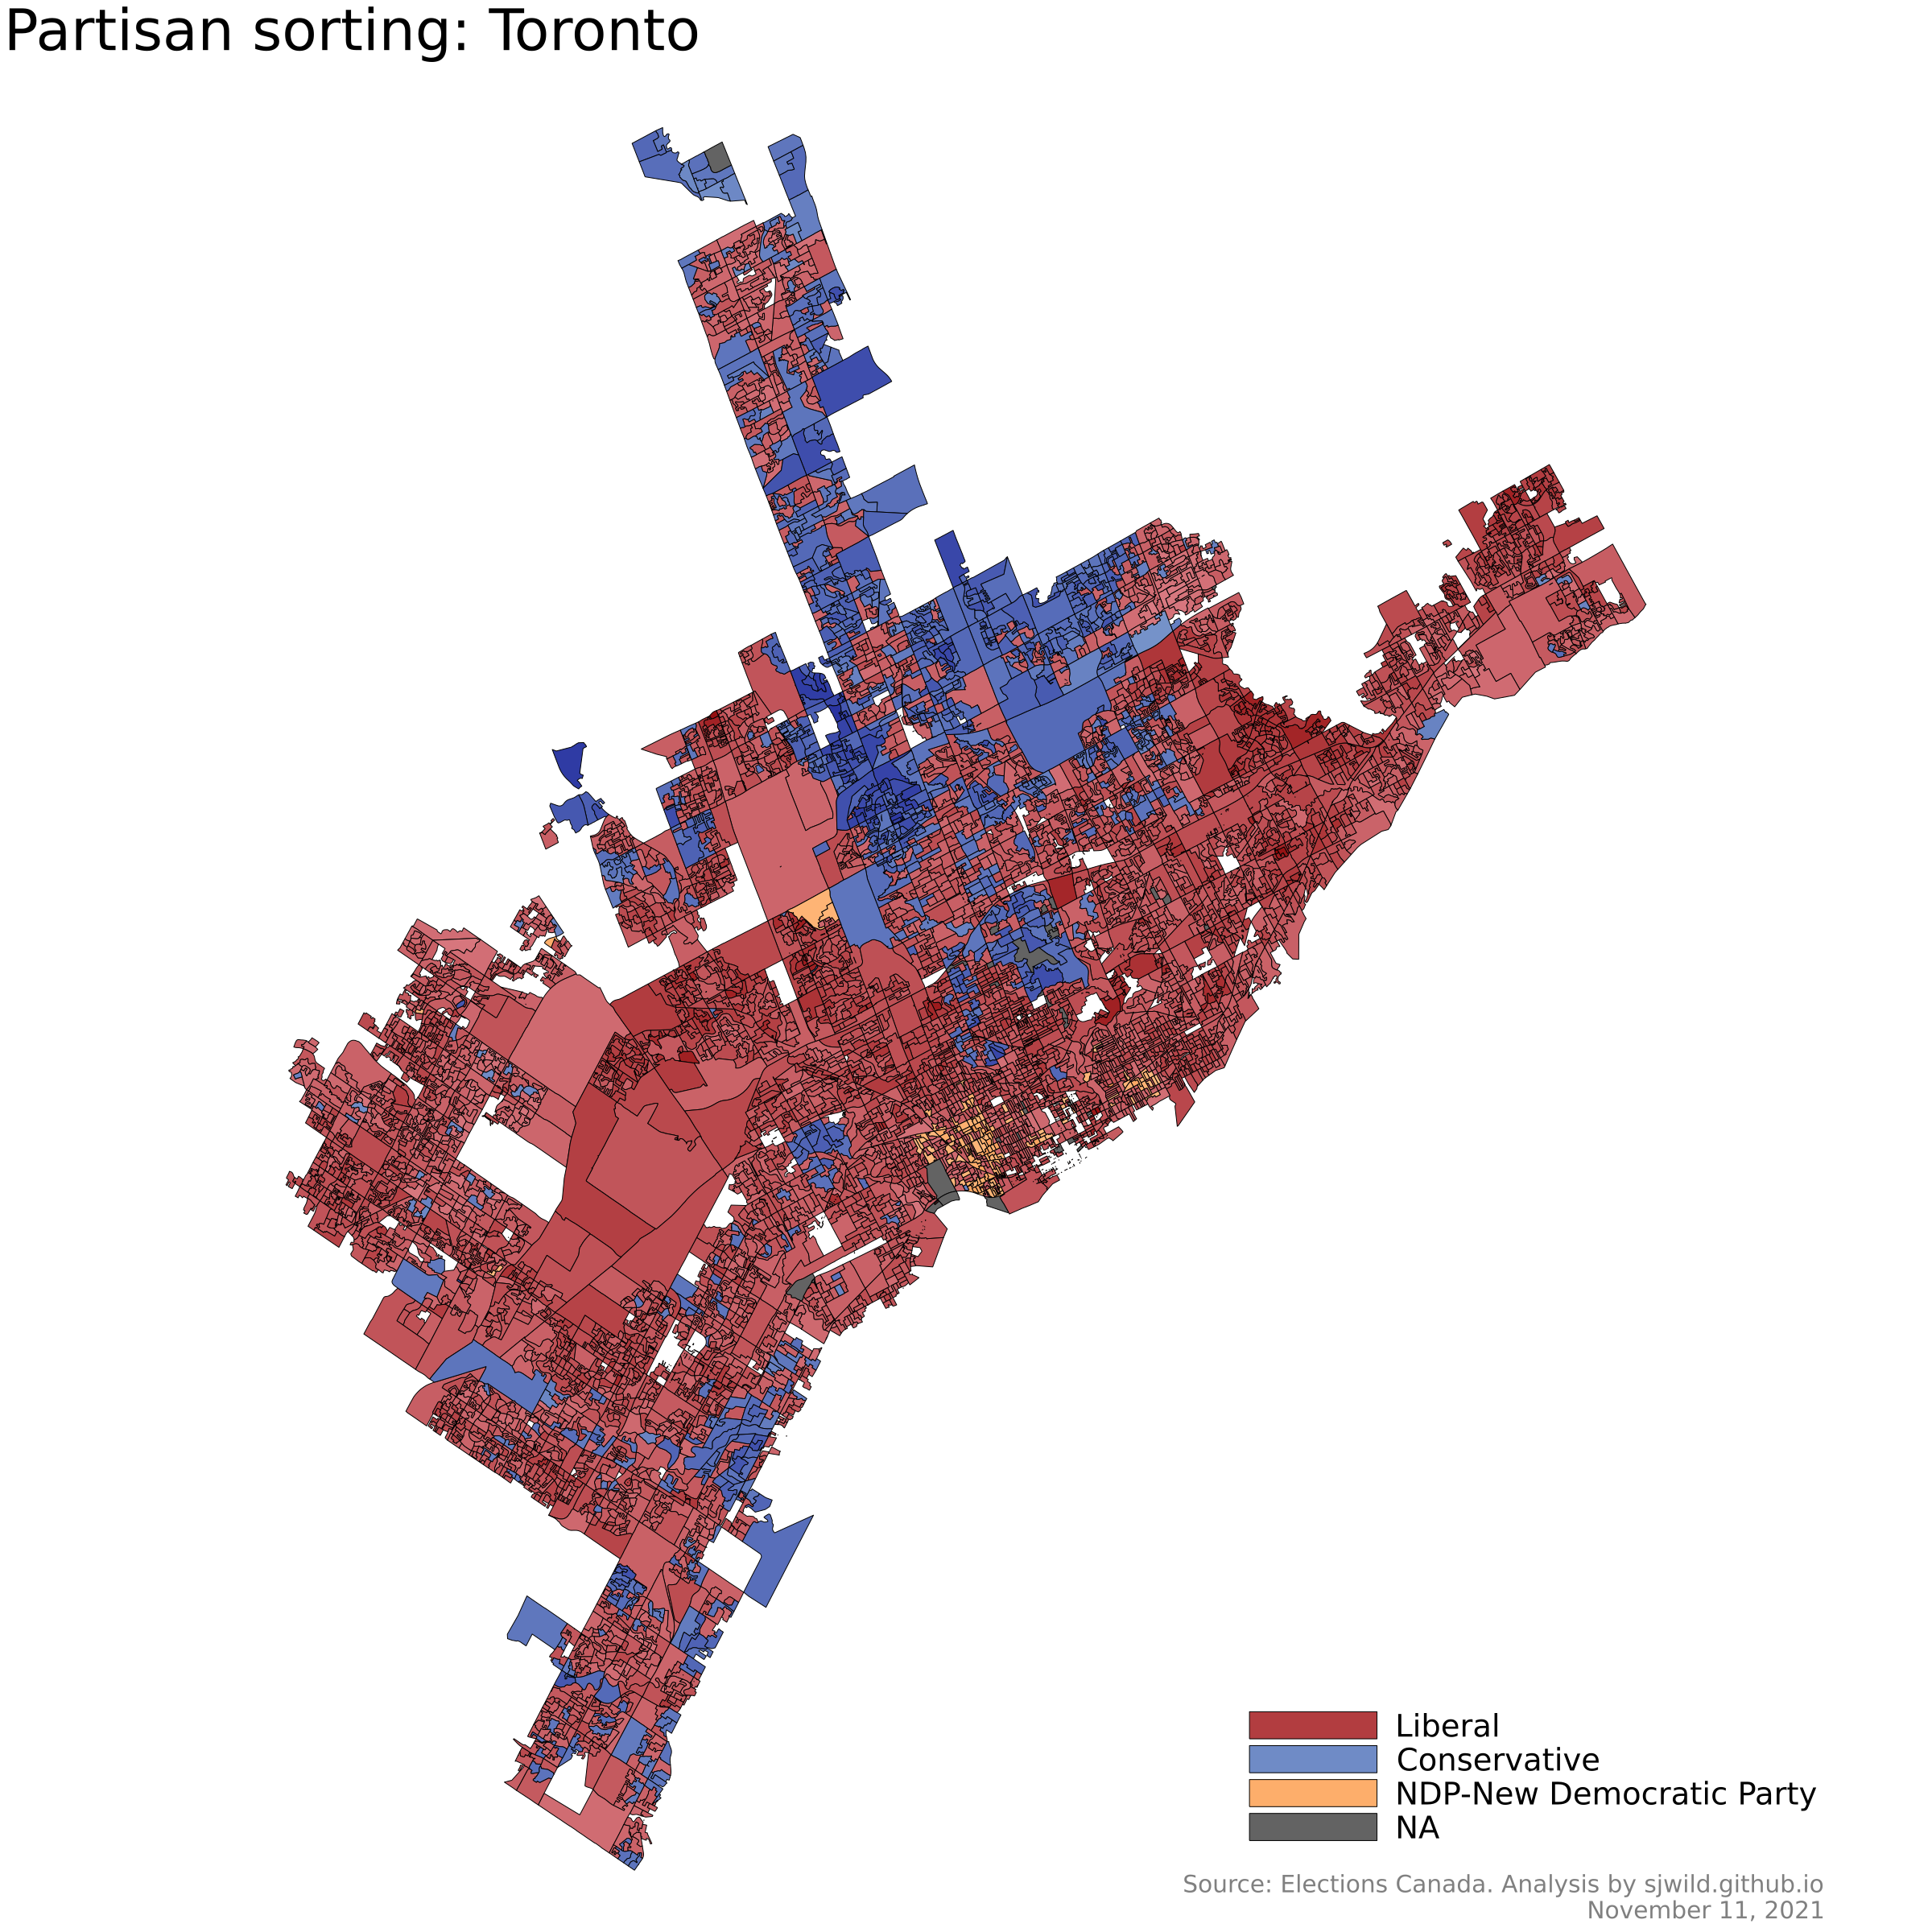 Partisan sorting: Toronto
Liberal
Conservative
NDP-New Democratic Party
NA
Source: Elections Canada. Analysis by sjwild.github.io
November 11, 2021